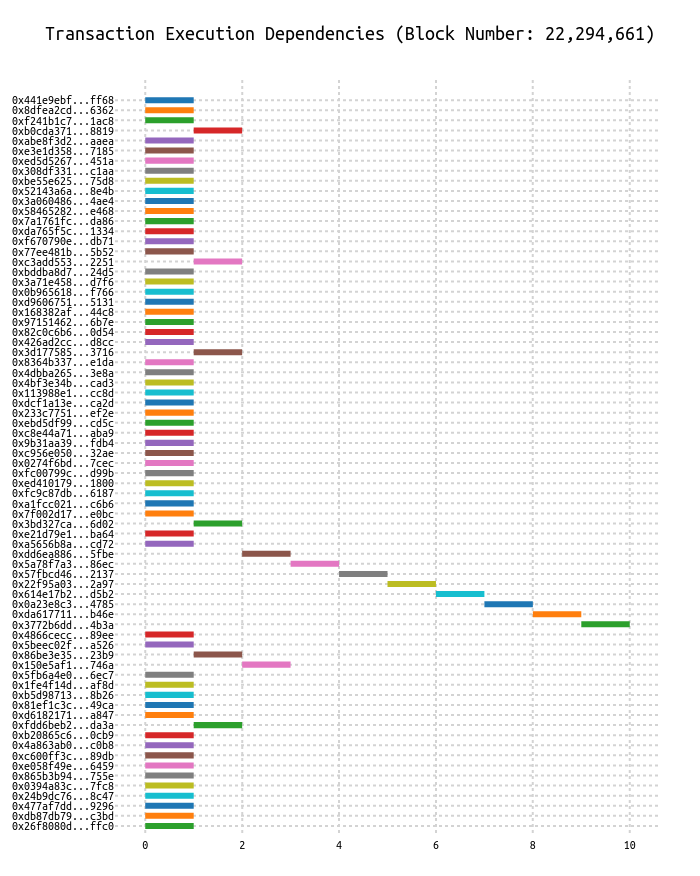 Transaction Execution Dependencies (Block Number: 22,294,661)
0x441e9ebf...ff68
0x8dfea2cd...6362
0xf241b1c7...1ac8
0xb0cda371...8819
0xabe8f3d2...aaea
0xe3e1d358...7185
0xed5d5267...451a
0x308df331...c1aa
0xbe55e625...75d8
0x52143a6a...8e4b
0x3a060486...4ae4
0x58465282...e468
0x7a1761fc...da86
0xda765f5c...1334
0xf670790e...db71
0x77ee481b...5b52
0xc3add553...2251
0xbddba8d7...24d5
0x3a71e458...d7f6
0x0b965618...f766
0xd9606751...5131
0x168382af...44c8
0x97151462...6b7e
0x82c0c6b6...0d54
0x426ad2cc...d8cc
0x3d177585...3716
0x8364b337...e1da
0x4dbba265...3e8a
0x4bf3e34b...cad3
0x113988e1...cc8d
0xdcf1a13e...ca2d
0x233c7751...ef2e
0xebd5df99...cd5c
0xc8e44a71...aba9
0x9b31aa39...fdb4
0xc956e050...32ae
0x0274f6bd...7cec
0xfc00799c...d99b
0xed410179...1800
0xfc9c87db...6187
0xa1fcc021...c6b6
0x7f002d17...e0bc
0x3bd327ca...6d02
0xe21d79e1...ba64
0xa5656b8a...cd72
0xdd6ea886...5fbe
0x5a78f7a3...86ec
0x57fbcd46...2137
0x22f95a03...2a97
0x614e17b2...d5b2
0x0a23e8c3...4785
0xda617711...b46e
0x3772b6dd...4b3a
0x4866cecc...89ee
0x5beec02f...a526
0x86be3e35...23b9
0x150e5af1...746a
0x5fb6a4e0...6ec7
0x1fe4f14d...af8d
0xb5d98713...8b26
0x81ef1c3c...49ca
0xd6182171...a847
0xfdd6beb2...da3a
0xb20865c6...0cb9
0x4a863ab0...c0b8
0xc600ff3c...89db
0xe058f49e...6459
0x865b3b94...755e
0x0394a83c...7fc8
0x24b9dc76...8c47
0x477af7dd...9296
0xdb87db79...c3bd
0x26f8080d...ffc0
0 2 4 6 8 10